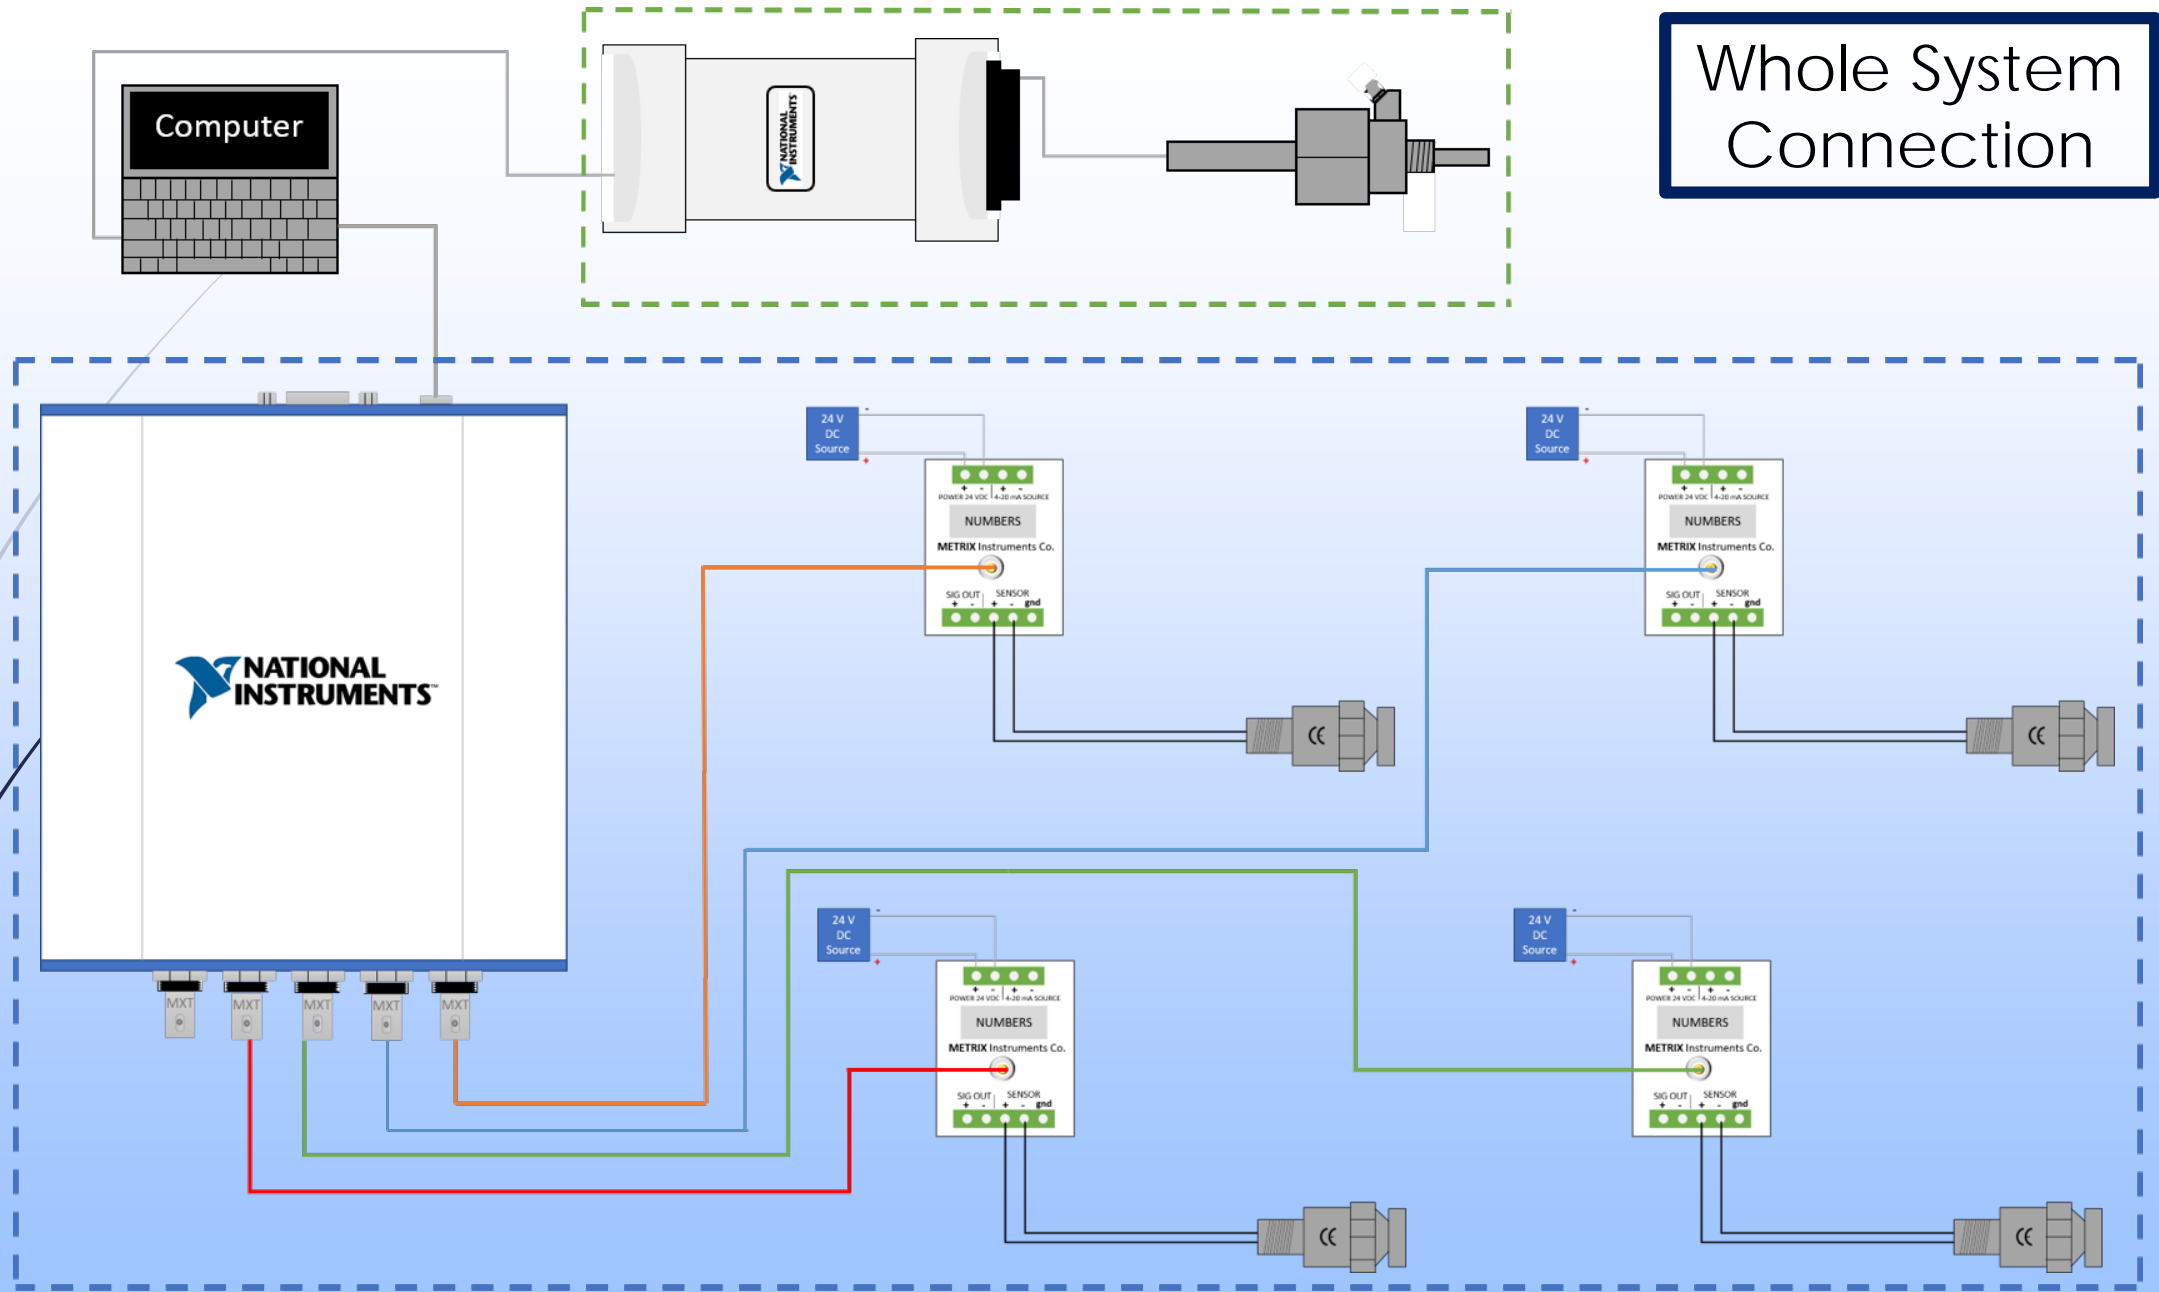 Whole System
Connection
Computer
NATIONAL
INSTRUMENTS
24 V
DC
Source
-
+
+ - + -
POWER 24 VDC 4-20 mA SOURCE
NUMBERS
METRIX Instruments Co.
SIG OUT SENSOR
+ - + - gnd
CE
24 V
DC
Source
-
+
+ - + -
POWER 24 VDC 4-20 mA SOURCE
NUMBERS
METRIX Instruments Co.
SIG OUT SENSOR
+ - + - gnd
CE
NATIONAL
INSTRUMENTS™
24 V
DC
Source
-
+
+ - + -
POWER 24 VDC 4-20 mA SOURCE
NUMBERS
METRIX Instruments Co.
SIG OUT SENSOR
+ - + - gnd
CE
24 V
DC
Source
-
+
+ - + -
POWER 24 VDC 4-20 mA SOURCE
NUMBERS
METRIX Instruments Co.
SIG OUT SENSOR
+ - + - gnd
CE
MXT MXT MXT MXT MXT